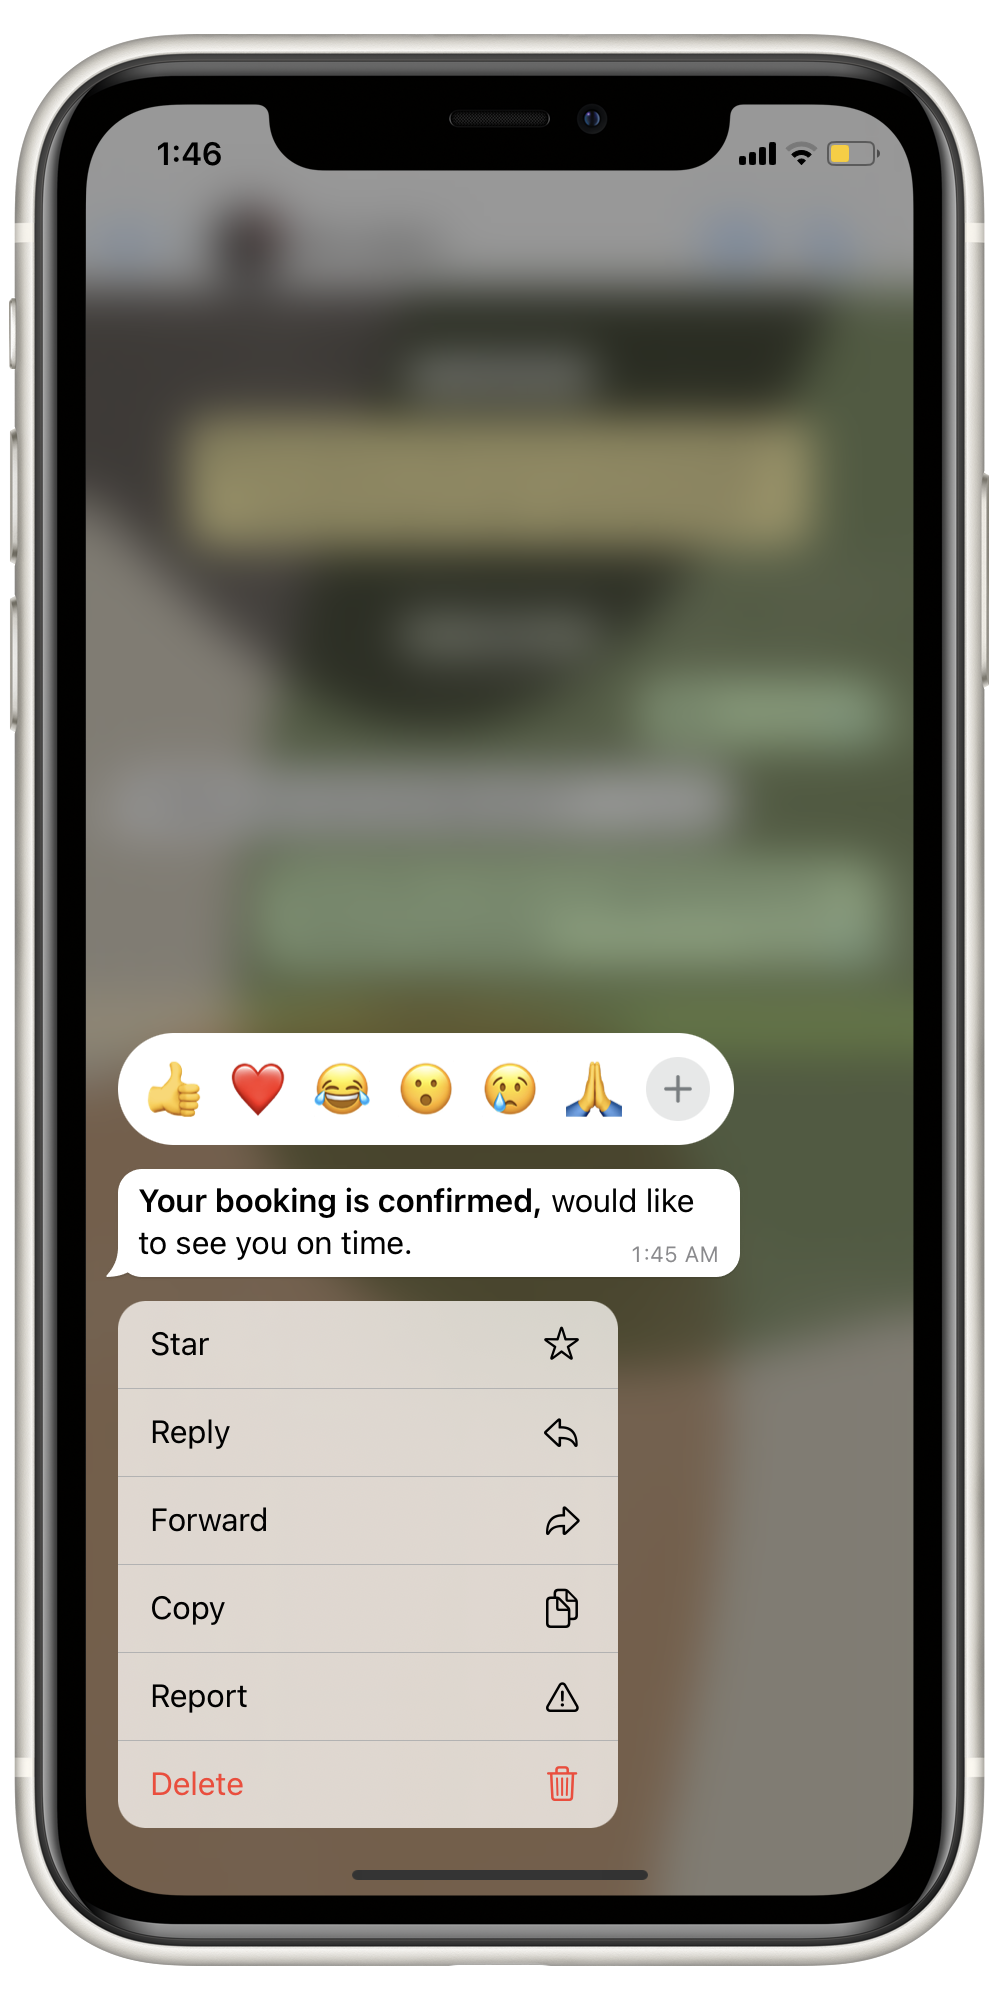 1:46
Your booking is confirmed, would like
to see you on time.
1:45 AM
Star
Reply
Forward
Copy
Report
Delete